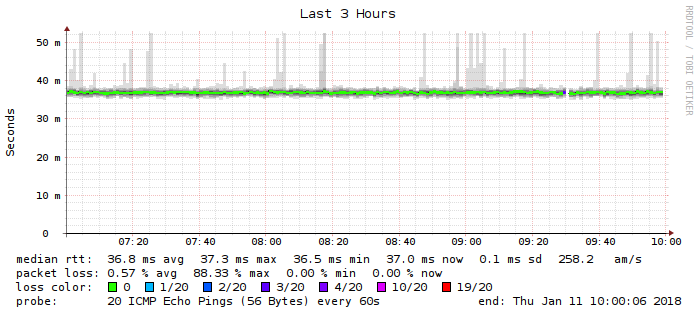 Last 3 Hours
RRDTOOL / TOBI OETIKER
Seconds
50 m
40 m
30 m
20 m
10 m
0
07:20 07:40 08:00 08:20 08:40 09:00 09:20 09:40 10:00
median rtt: 36.8 ms avg 37.3 ms max 36.5 ms min 37.0 ms now 0.1 ms sd 258.2 am/s
packet loss: 0.57 % avg 88.33 % max 0.00 % min 0.00 % now
loss color: 0 1/20 2/20 3/20 4/20 10/20 19/20
probe: 20 ICMP Echo Pings (56 Bytes) every 60s end: Thu Jan 11 10:00:06 2018